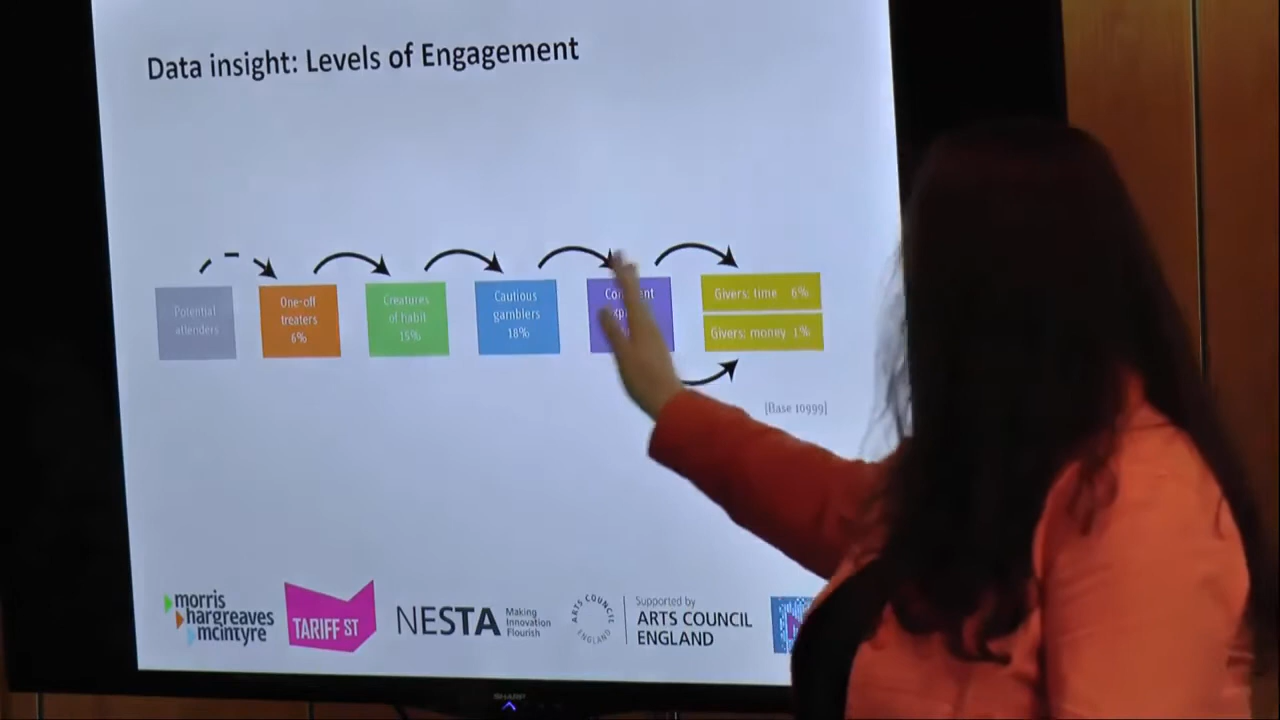 Data insight: Levels of Engagement
Potential
attenders
One-off
treaters
6%
Creatures
of habit
15%
Cautious
gamblers
18%
Givers: time 6%
Givers: money 1%
[Base 10999]
morris
hargreaves
mcintyre
TARIFF ST
NESTA
Making
Innovation
Flourish
ARTS COUNCIL
ENGLAND
Supported by
ARTS COUNCIL
ENGLAND
SHARP